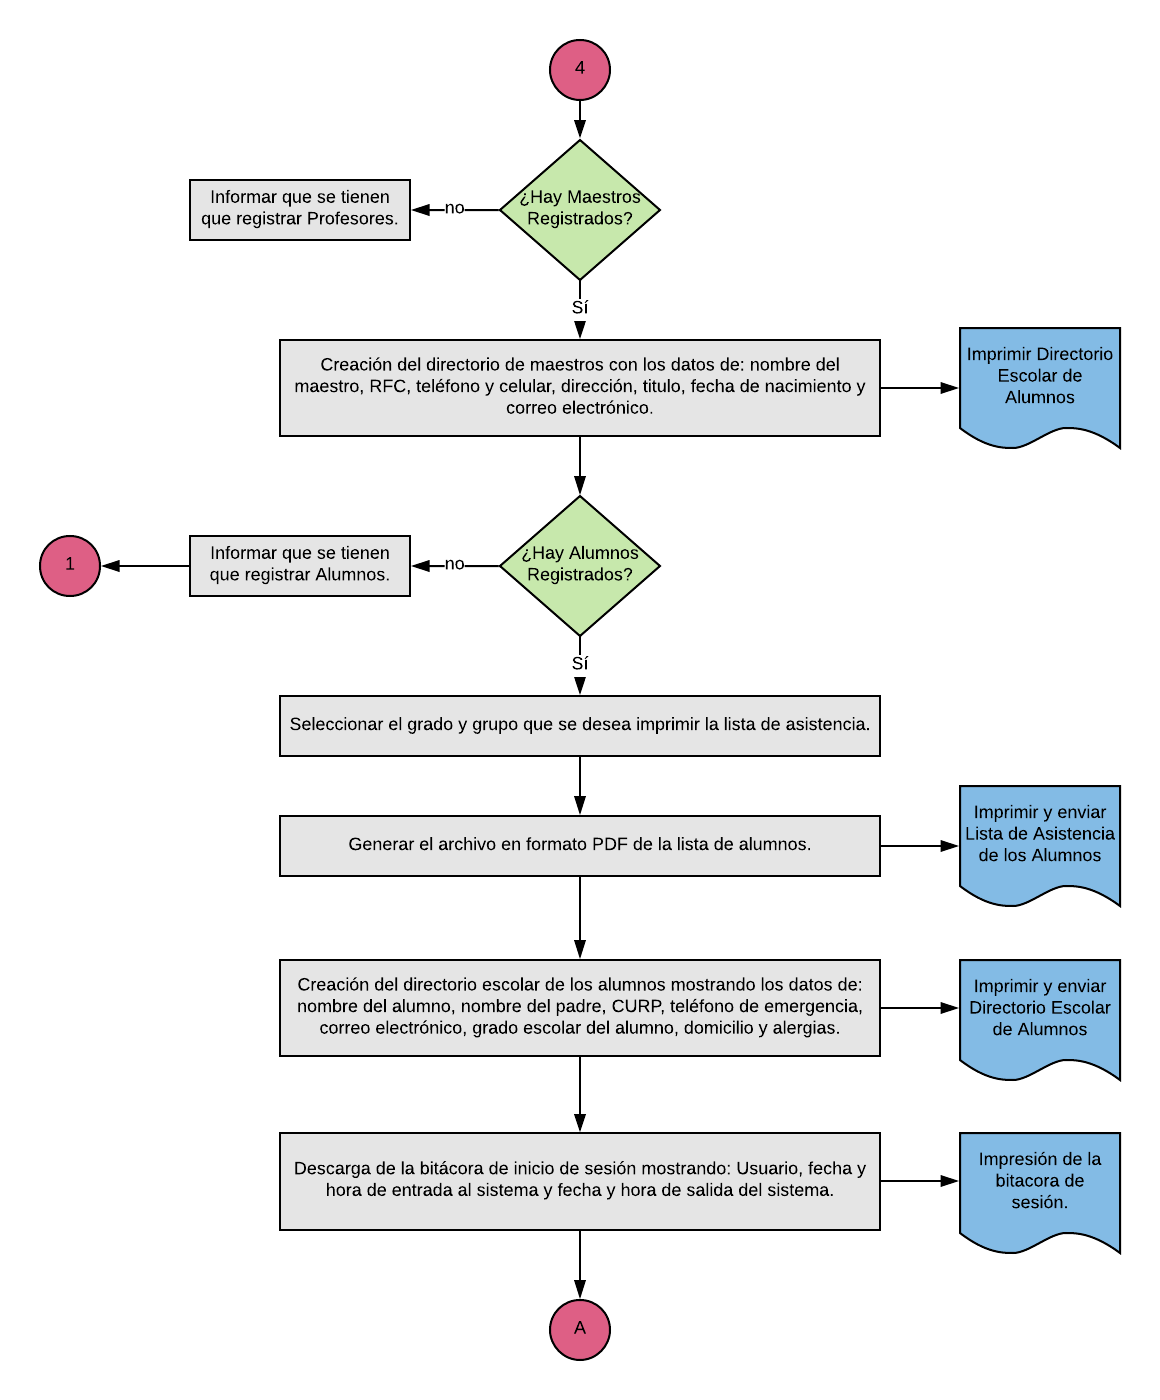 4
¿Hay Maestros
Registrados?
no
Informar que se tienen
que registrar Profesores.
Sí
Creación del directorio de maestros con los datos de: nombre del
maestro, RFC, teléfono y celular, dirección, titulo, fecha de nacimiento y
correo electrónico.
Imprimir Directorio
Escolar de
Alumnos
¿Hay Alumnos
Registrados?
no
Informar que se tienen
que registrar Alumnos.
1
Sí
Seleccionar el grado y grupo que se desea imprimir la lista de asistencia.
Generar el archivo en formato PDF de la lista de alumnos.
Imprimir y enviar
Lista de Asistencia
de los Alumnos
Creación del directorio escolar de los alumnos mostrando los datos de:
nombre del alumno, nombre del padre, CURP, teléfono de emergencia,
correo electrónico, grado escolar del alumno, domicilio y alergias.
Imprimir y enviar
Directorio Escolar
de Alumnos
Descarga de la bitácora de inicio de sesión mostrando: Usuario, fecha y
hora de entrada al sistema y fecha y hora de salida del sistema.
Impresión de la
bitacora de
sesión.
A